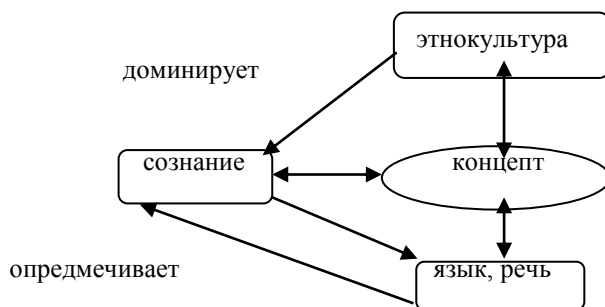 этнокультура
доминирует
сознание
концепт
опредмечивает
язык, речь